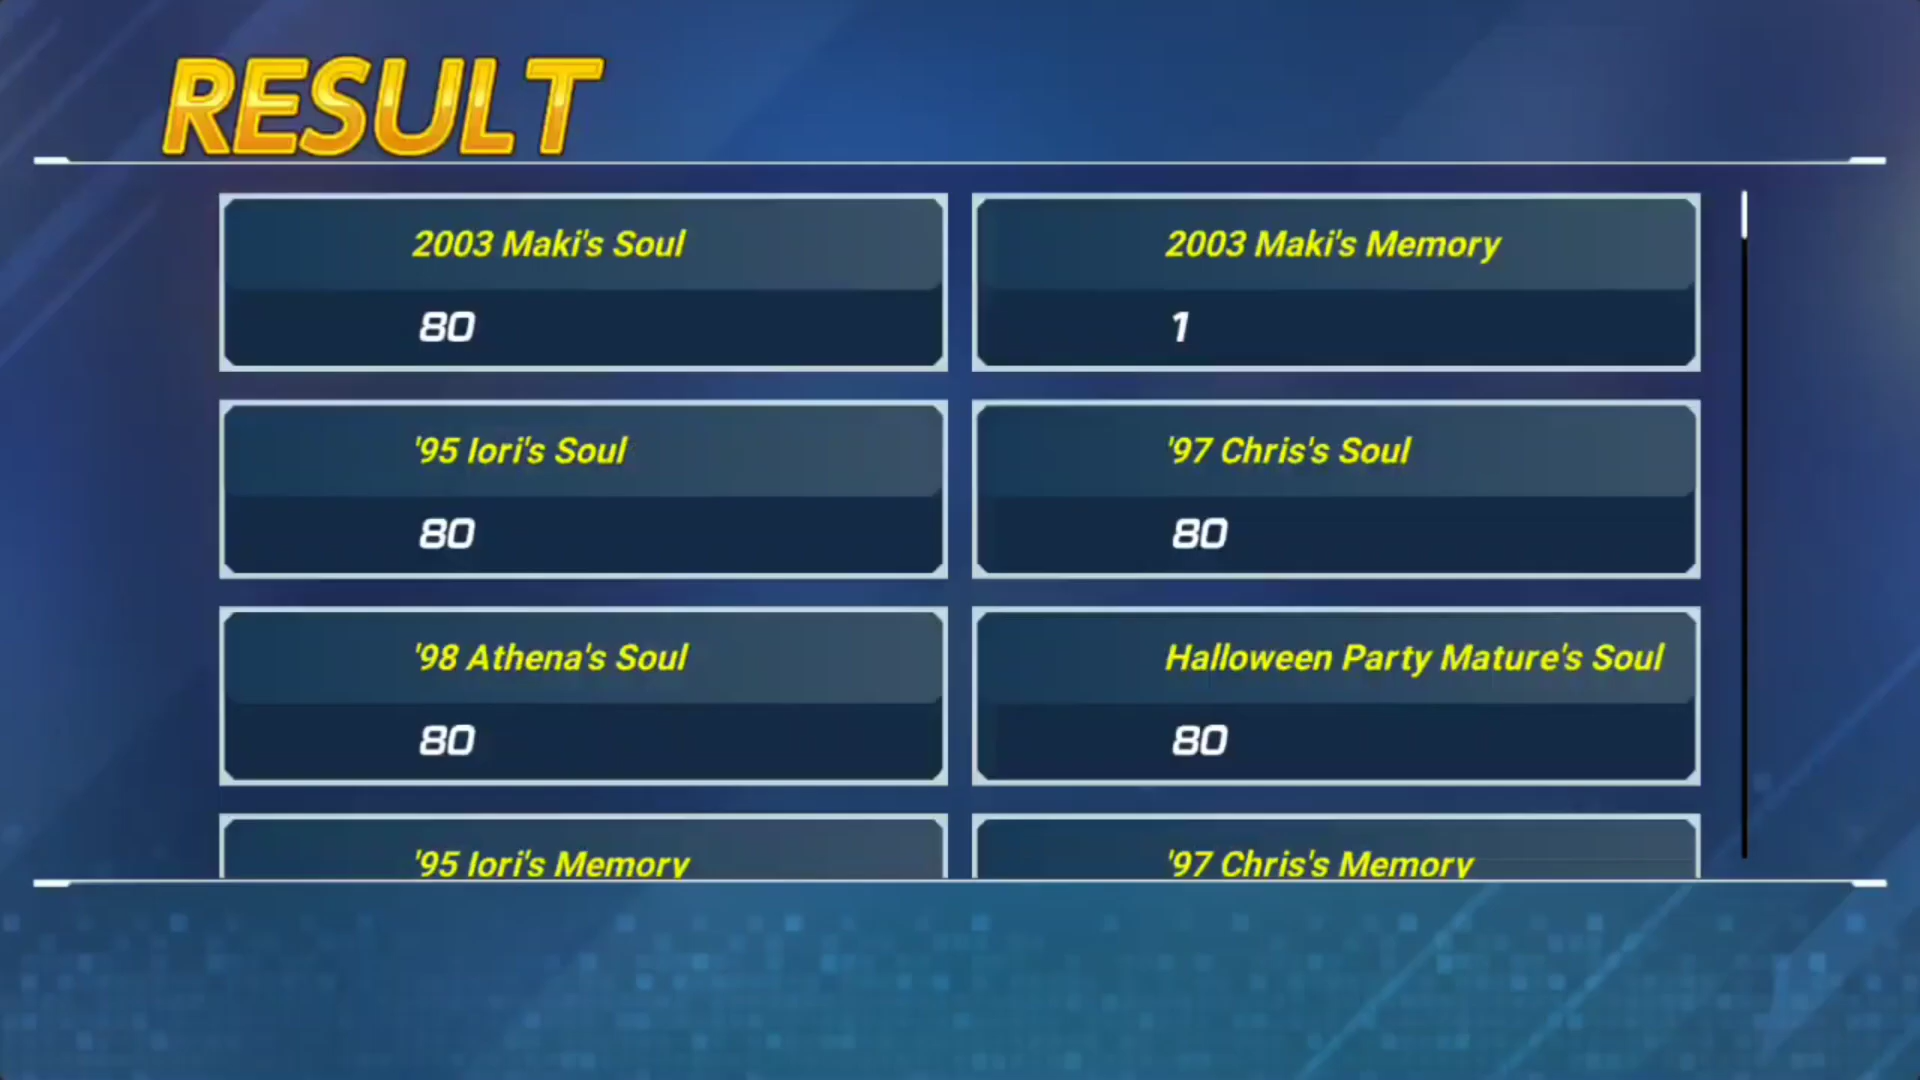 RESULT
2003 Maki's Soul
80
2003 Maki's Memory
1
'95 Iori's Soul
80
'97 Chris's Soul
80
'98 Athena's Soul
80
Halloween Party Mature's Soul
80
'95 Iori's Memory
'97 Chris's Memory